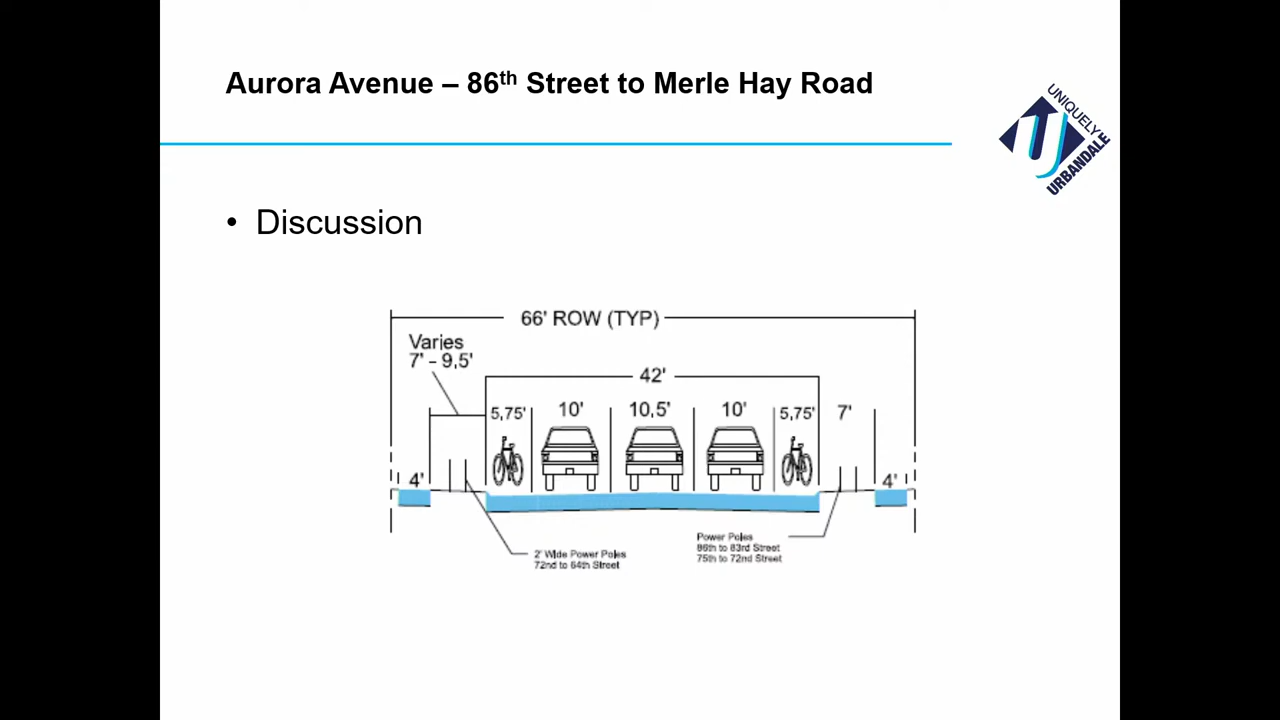 Aurora Avenue – 86th Street to Merle Hay Road
UNIQUELY
URBANDALE
• Discussion
66' ROW (TYP)
Varies
7' - 9,5'
42'
5,75'
10'
10,5'
10'
5,75'
7'
4'
4'
2' Wide Power Poles
72nd to 64th Street
Power Poles
86th to 83rd Street
75th to 72nd Street